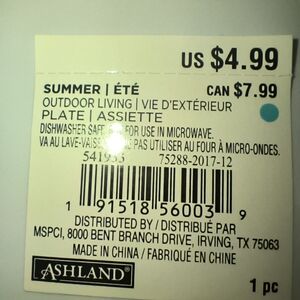 US $4.99
SUMMER | ÉTÉ CAN $7.99
OUTDOOR LIVING | VIE D'EXTÉRIEUR
PLATE | ASSIETTE
DISHWASHER SAFE FOR USE IN MICROWAVE.
VA AU LAVE-VAISS PAS UTILISER AU FOUR À MICRO-ONDES.
541933 75288-2017-12
1 91518 56003 9
DISTRIBUTED BY / DISTRIBUÉ PAR
MSPCI, 8000 BENT BRANCH DRIVE, IRVING, TX 75063
MADE IN CHINA / FABRIQUÉ EN CHINE
ASHLAND®
1 pc